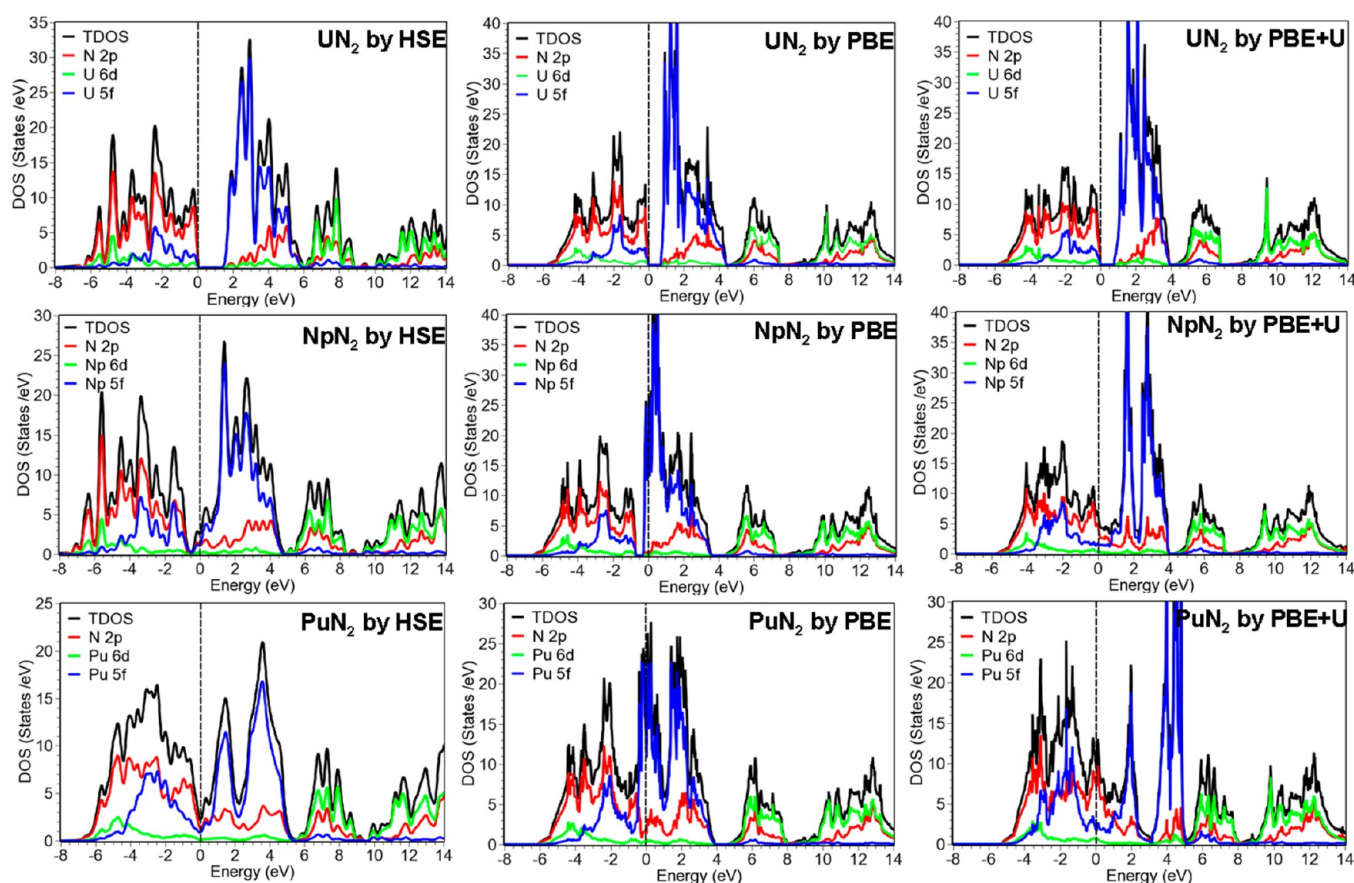 UN₂ by HSE
TDOS
N 2p
U 6d
U 5f
DOS (States /eV)
35
30
25
20
15
10
5
0
-8 -6 -4 -2 0 2 4 6 8 10 12 14
Energy (eV)
UN₂ by PBE
TDOS
N 2p
U 6d
U 5f
DOS (States /eV)
40
35
30
25
20
15
10
5
0
-8 -6 -4 -2 0 2 4 6 8 10 12 14
Energy (eV)
UN₂ by PBE+U
TDOS
N 2p
U 6d
U 5f
DOS (States /eV)
40
35
30
25
20
15
10
5
0
-8 -6 -4 -2 0 2 4 6 8 10 12 14
Energy (eV)
NpN₂ by HSE
TDOS
N 2p
Np 6d
Np 5f
DOS (States /eV)
30
25
20
15
10
5
0
-8 -6 -4 -2 0 2 4 6 8 10 12 14
Energy (eV)
NpN₂ by PBE
TDOS
N 2p
Np 6d
Np 5f
DOS (States /eV)
40
35
30
25
20
15
10
5
0
-8 -6 -4 -2 0 2 4 6 8 10 12 14
Energy (eV)
NpN₂ by PBE+U
TDOS
N 2p
Np 6d
Np 5f
DOS (States /eV)
40
35
30
25
20
15
10
5
0
-8 -6 -4 -2 0 2 4 6 8 10 12 14
Energy (eV)
PuN₂ by HSE
TDOS
N 2p
Pu 6d
Pu 5f
DOS (States /eV)
25
20
15
10
5
0
-8 -6 -4 -2 0 2 4 6 8 10 12 14
Energy (eV)
PuN₂ by PBE
TDOS
N 2p
Pu 6d
Pu 5f
DOS (States /eV)
30
25
20
15
10
5
0
-8 -6 -4 -2 0 2 4 6 8 10 12 14
Energy (eV)
PuN₂ by PBE+U
TDOS
N 2p
Pu 6d
Pu 5f
DOS (States /eV)
30
25
20
15
10
5
0
-8 -6 -4 -2 0 2 4 6 8 10 12 14
Energy (eV)